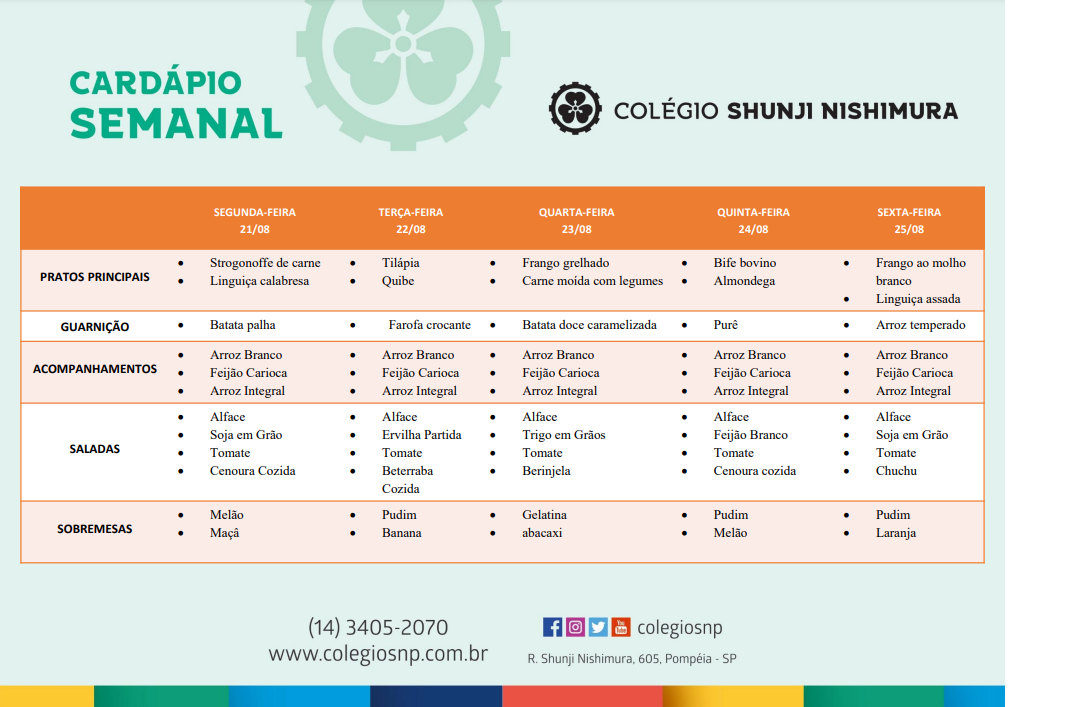 CARDÁPIO
SEMANAL
COLÉGIO SHUNJI NISHIMURA
SEGUNDA-FEIRA
21/08
TERÇA-FEIRA
22/08
QUARTA-FEIRA
23/08
QUINTA-FEIRA
24/08
SEXTA-FEIRA
25/08
PRATOS PRINCIPAIS
• Strogonoffe de carne
• Linguiça calabresa
• Tilápia
• Quibe
• Frango grelhado
• Carne moída com legumes
• Bife bovino
• Almondega
• Frango ao molho
branco
• Linguiça assada
GUARNIÇÃO
• Batata palha
• Farofa crocante
• Batata doce caramelizada
• Purê
• Arroz temperado
ACOMPANHAMENTOS
• Arroz Branco
• Feijão Carioca
• Arroz Integral
• Arroz Branco
• Feijão Carioca
• Arroz Integral
• Arroz Branco
• Feijão Carioca
• Arroz Integral
• Arroz Branco
• Feijão Carioca
• Arroz Integral
• Arroz Branco
• Feijão Carioca
• Arroz Integral
SALADAS
• Alface
• Soja em Grão
• Tomate
• Cenoura Cozida
• Alface
• Ervilha Partida
• Tomate
• Beterraba
Cozida
• Alface
• Trigo em Grãos
• Tomate
• Berinjela
• Alface
• Feijão Branco
• Tomate
• Cenoura cozida
• Alface
• Soja em Grão
• Tomate
• Chuchu
SOBREMESAS
• Melão
• Maçâ
• Pudim
• Banana
• Gelatina
• abacaxi
• Pudim
• Melão
• Pudim
• Laranja
(14) 3405-2070
www.colegiosnp.com.br
You
Tube
colegiosnp
R. Shunji Nishimura, 605, Pompéia - SP